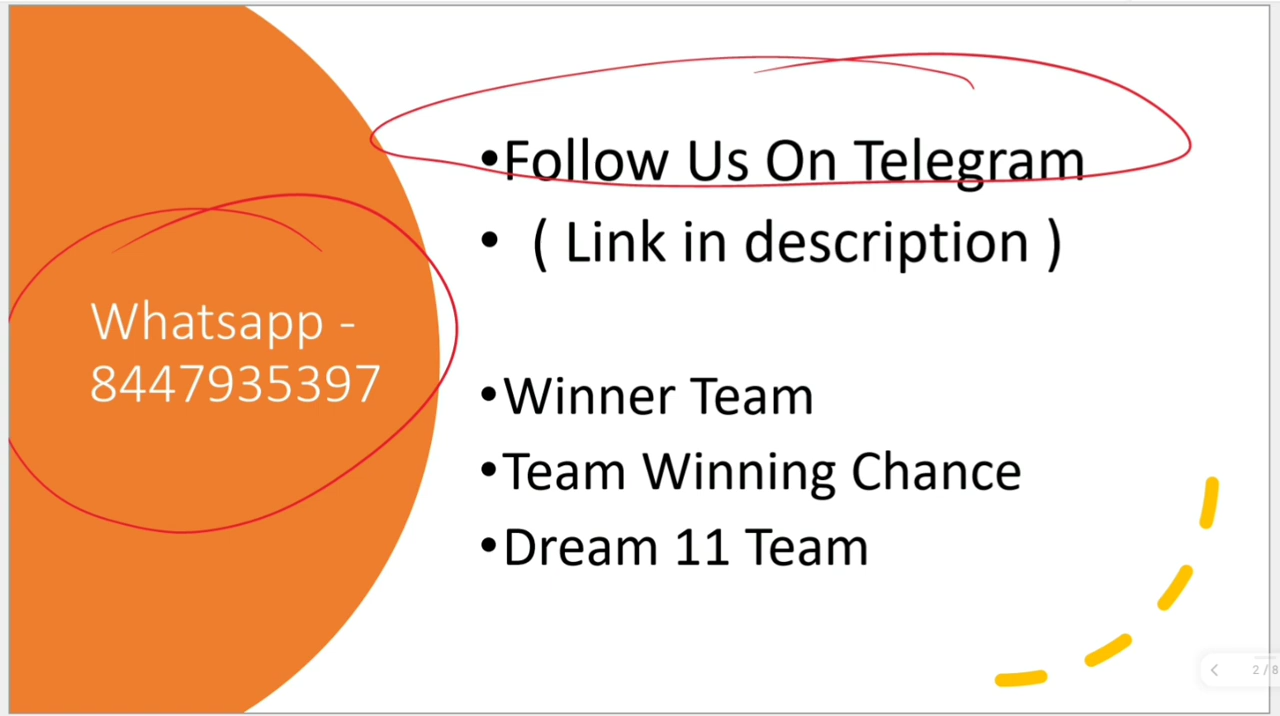 Whatsapp -
8447935397
•Follow Us On Telegram
• ( Link in description )
•Winner Team
•Team Winning Chance
•Dream 11 Team
2 / 8